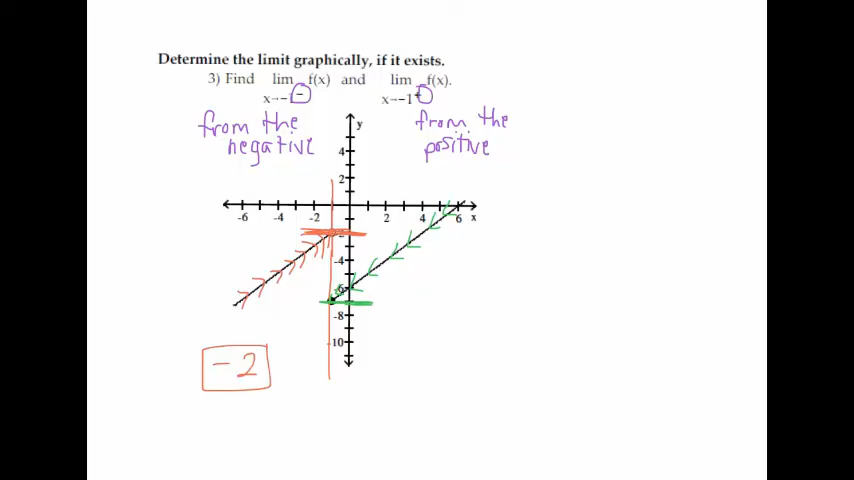 Determine the limit graphically, if it exists.
3) Find lim f(x) and lim f(x).
x→-1⁻ x→-1⁺
from the from the
negative positive
y
4
2
-6 -4 -2 2 4 6 x
-4
-8
-10
-2